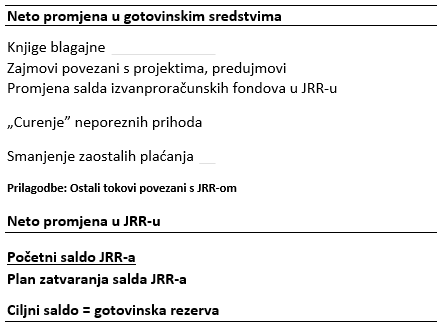 Neto promjena u gotovinskim sredstvima
Knjige blagajne
Zajmovi povezani s projektima, predujmovi
Promjena salda izvanproračunskih fondova u JRR-u
„Curenje” neporeznih prihoda
Smanjenje zaostalih plaćanja
Prilagodbe: Ostali tokovi povezani s JRR-om
Neto promjena u JRR-u
Početni saldo JRR-a
Plan zatvaranja salda JRR-a
Ciljni saldo = gotovinska rezerva